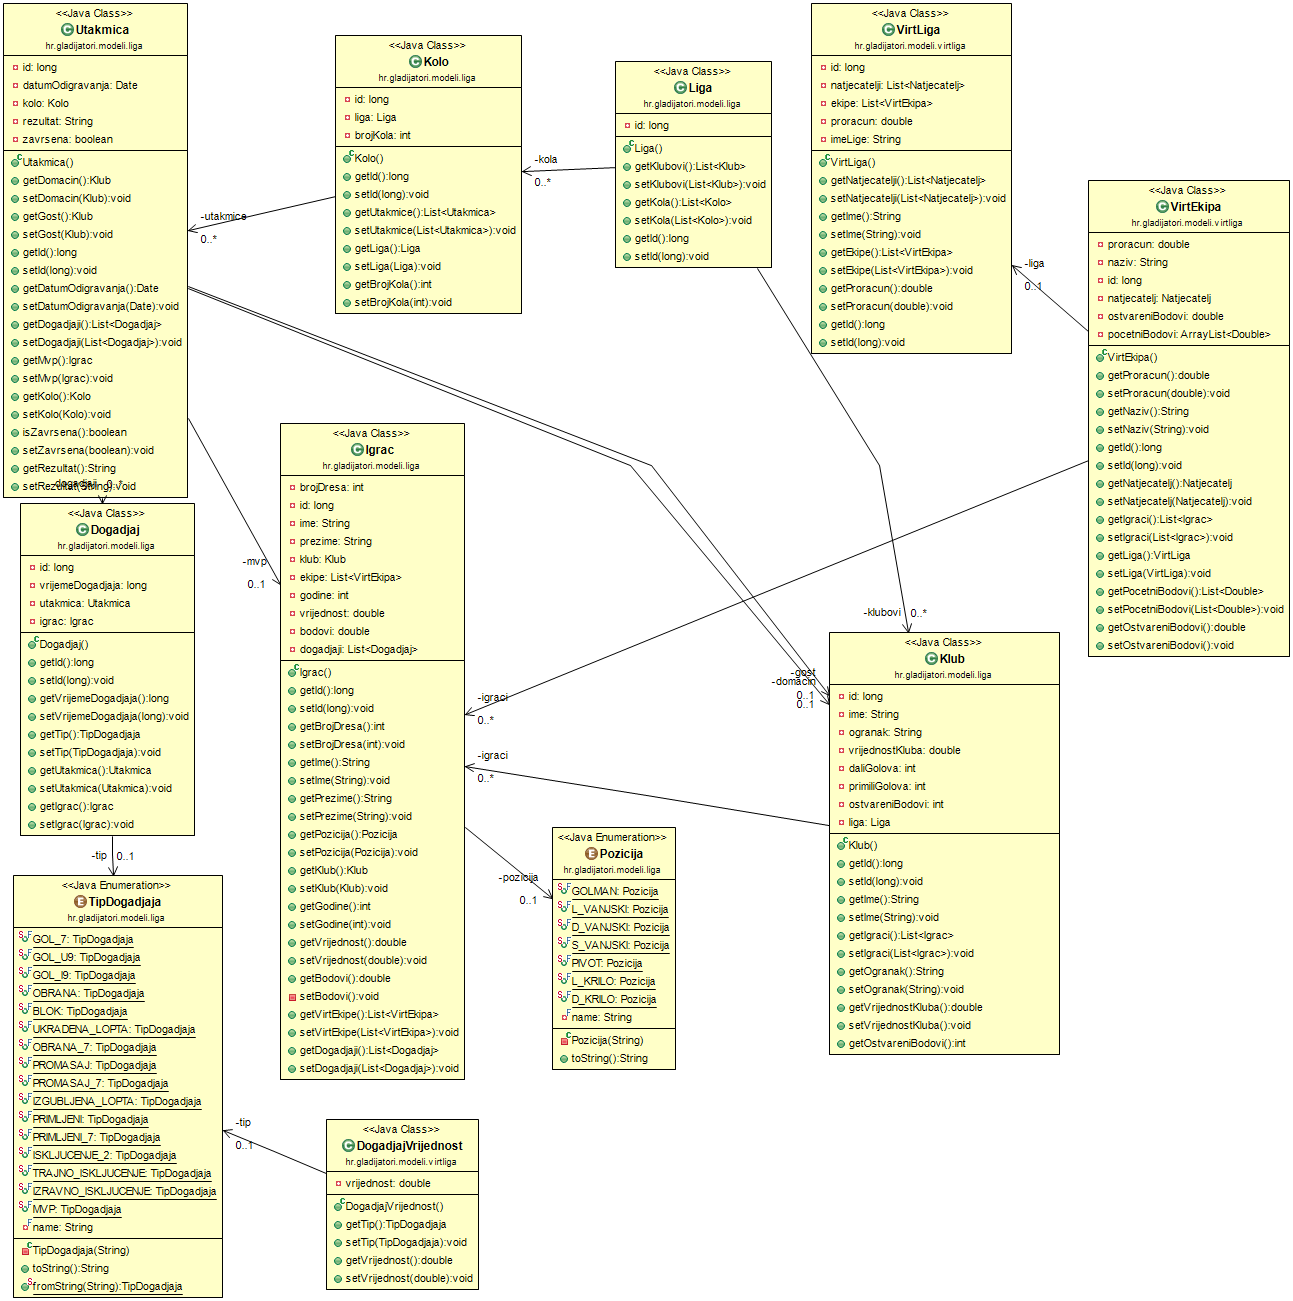 <<Java Class>>
Utakmica
hr.gladijatori.modeli.liga
id: long
datumOdigravanja: Date
kolo: Kolo
rezultat: String
zavrsena: boolean
Utakmica()
getDomacin():Klub
setDomacin(Klub):void
getGost():Klub
setGost(Klub):void
getId():long
setId(long):void
getDatumOdigravanja():Date
setDatumOdigravanja(Date):void
getDogadjaji():List<Dogadjaj>
setDogadjaji(List<Dogadjaj>):void
getMvp():Igrac
setMvp(Igrac):void
getKolo():Kolo
setKolo(Kolo):void
isZavrsena():boolean
setZavrsena(boolean):void
getRezultat():String
setRezultat(String):void
-dogadjaji 0..*
<<Java Class>>
Kolo
hr.gladijatori.modeli.liga
id: long
liga: Liga
brojKola: int
Kolo()
getId():long
setId(long):void
getUtakmice():List<Utakmica>
setUtakmice(List<Utakmica>):void
getLiga():Liga
setLiga(Liga):void
getBrojKola():int
setBrojKola(int):void
-utakmice
0..*
<<Java Class>>
Liga
hr.gladijatori.modeli.liga
id: long
Liga()
getKlubovi():List<Klub>
setKlubovi(List<Klub>):void
getKola():List<Kolo>
setKola(List<Kolo>):void
getId():long
setId(long):void
-kola
0..*
<<Java Class>>
VirtLiga
hr.gladijatori.modeli.virtliga
id: long
natjecatelji: List<Natjecatelj>
ekipe: List<VirtEkipa>
proracun: double
imeLige: String
VirtLiga()
getNatjecatelji():List<Natjecatelj>
setNatjecatelji(List<Natjecatelj>):void
getIme():String
setIme(String):void
getEkipe():List<VirtEkipa>
setEkipe(List<VirtEkipa>):void
getProracun():double
setProracun(double):void
getId():long
setId(long):void
-liga
0..1
<<Java Class>>
VirtEkipa
hr.gladijatori.modeli.virtliga
proracun: double
naziv: String
id: long
natjecatelj: Natjecatelj
ostvareniBodovi: double
pocetniBodovi: ArrayList<Double>
VirtEkipa()
getProracun():double
setProracun(double):void
getNaziv():String
setNaziv(String):void
getId():long
setId(long):void
getNatjecatelj():Natjecatelj
setNatjecatelj(Natjecatelj):void
getIgraci():List<Igrac>
setIgraci(List<Igrac>):void
getLiga():VirtLiga
setLiga(VirtLiga):void
getPocetniBodovi():List<Double>
setPocetniBodovi(List<Double>):void
getOstvareniBodovi():double
setOstvareniBodovi():void
<<Java Class>>
Dogadjaj
hr.gladijatori.modeli.liga
id: long
vrijemeDogadjaja: long
utakmica: Utakmica
igrac: Igrac
Dogadjaj()
getId():long
setId(long):void
getVrijemeDogadjaja():long
setVrijemeDogadjaja(long):void
getTip():TipDogadjaja
setTip(TipDogadjaja):void
getUtakmica():Utakmica
setUtakmica(Utakmica):void
getIgrac():Igrac
setIgrac(Igrac):void
-tip 0..1
<<Java Class>>
Igrac
hr.gladijatori.modeli.liga
brojDresa: int
id: long
ime: String
prezime: String
klub: Klub
ekipe: List<VirtEkipa>
godine: int
vrijednost: double
bodovi: double
dogadjaji: List<Dogadjaj>
Igrac()
getId():long
setId(long):void
getBrojDresa():int
setBrojDresa(int):void
getIme():String
setIme(String):void
getPrezime():String
setPrezime(String):void
getPozicija():Pozicija
setPozicija(Pozicija):void
getKlub():Klub
setKlub(Klub):void
getGodine():int
setGodine(int):void
getVrijednost():double
setVrijednost(double):void
getBodovi():double
setBodovi():void
getVirtEkipe():List<VirtEkipa>
setVirtEkipe(List<VirtEkipa>):void
getDogadjaji():List<Dogadjaj>
setDogadjaji(List<Dogadjaj>):void
-mvp
0..1
-igraci
0..*
-igraci
0..*
-klubovi 0..*
-gost
-domacin
0..1
0..1
<<Java Class>>
Klub
hr.gladijatori.modeli.liga
id: long
ime: String
ogranak: String
vrijednostKluba: double
daliGolova: int
primiliGolova: int
ostvareniBodovi: int
liga: Liga
Klub()
getId():long
setId(long):void
getIme():String
setIme(String):void
getIgraci():List<Igrac>
setIgraci(List<Igrac>):void
getOgranak():String
setOgranak(String):void
getVrijednostKluba():double
setVrijednostKluba():void
getOstvareniBodovi():int
-pozicija
0..1
<<Java Enumeration>>
Pozicija
hr.gladijatori.modeli.liga
GOLMAN: Pozicija
L_VANJSKI: Pozicija
D_VANJSKI: Pozicija
S_VANJSKI: Pozicija
PIVOT: Pozicija
L_KRILO: Pozicija
D_KRILO: Pozicija
name: String
Pozicija(String)
toString():String
<<Java Enumeration>>
TipDogadjaja
hr.gladijatori.modeli.liga
GOL_7: TipDogadjaja
GOL_U9: TipDogadjaja
GOL_I9: TipDogadjaja
OBRANA: TipDogadjaja
BLOK: TipDogadjaja
UKRADENA_LOPTA: TipDogadjaja
OBRANA_7: TipDogadjaja
PROMASAJ: TipDogadjaja
PROMASAJ_7: TipDogadjaja
IZGUBLJENA_LOPTA: TipDogadjaja
PRIMLJENI: TipDogadjaja
PRIMLJENI_7: TipDogadjaja
ISKLJUCENJE_2: TipDogadjaja
TRAJNO_ISKLJUCENJE: TipDogadjaja
IZRAVNO_ISKLJUCENJE: TipDogadjaja
MVP: TipDogadjaja
name: String
TipDogadjaja(String)
toString():String
fromString(String):TipDogadjaja
-tip
0..1
<<Java Class>>
DogadjajVrijednost
hr.gladijatori.modeli.virtliga
vrijednost: double
DogadjajVrijednost()
getTip():TipDogadjaja
setTip(TipDogadjaja):void
getVrijednost():double
setVrijednost(double):void